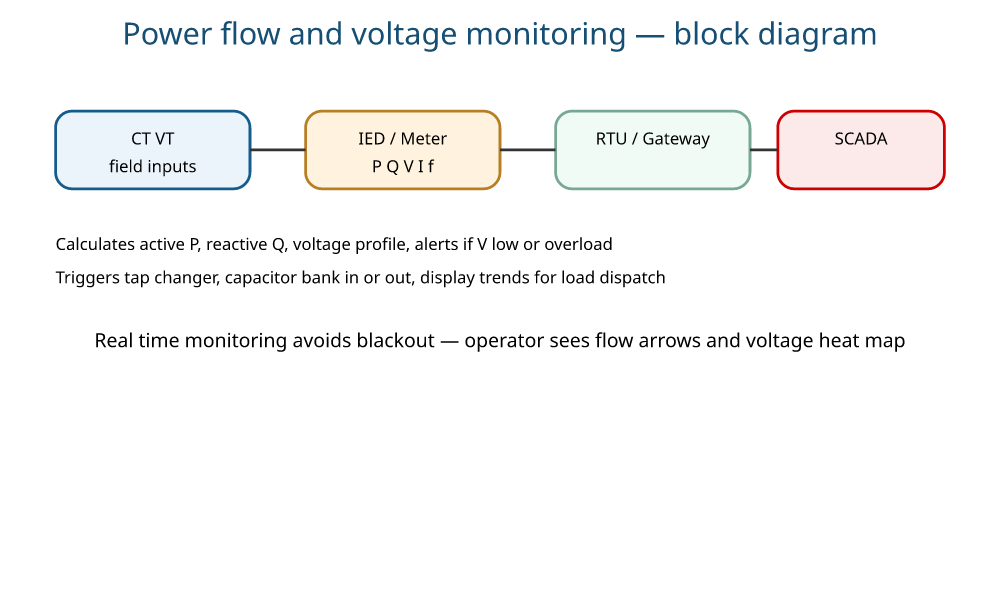 Power flow and voltage monitoring — block diagram
CT VT
field inputs
IED / Meter
P Q V I f
RTU / Gateway
SCADA
Calculates active P, reactive Q, voltage profile, alerts if V low or overload
Triggers tap changer, capacitor bank in or out, display trends for load dispatch
Real time monitoring avoids blackout — operator sees flow arrows and voltage heat map